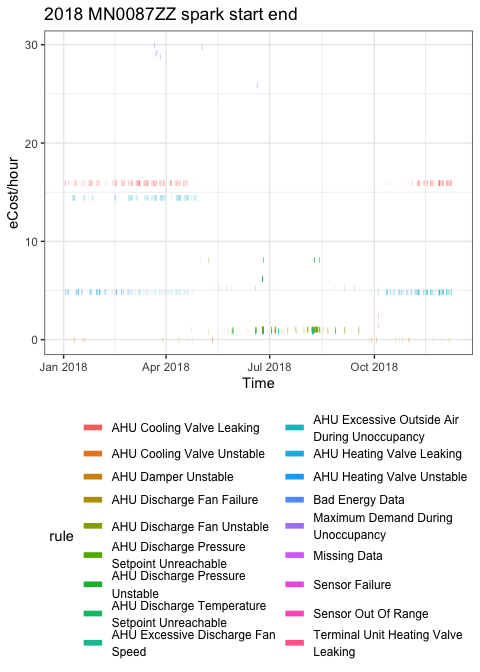 2018 MN0087ZZ spark start end
eCost/hour
30
20
10
0
Jan 2018
Apr 2018
Jul 2018
Oct 2018
Time
rule
AHU Cooling Valve Leaking
AHU Cooling Valve Unstable
AHU Damper Unstable
AHU Discharge Fan Failure
AHU Discharge Fan Unstable
AHU Discharge Pressure
Setpoint Unreachable
AHU Discharge Pressure
Unstable
AHU Discharge Temperature
Setpoint Unreachable
AHU Excessive Discharge Fan
Speed
AHU Excessive Outside Air
During Unoccupancy
AHU Heating Valve Leaking
AHU Heating Valve Unstable
Bad Energy Data
Maximum Demand During
Unoccupancy
Missing Data
Sensor Failure
Sensor Out Of Range
Terminal Unit Heating Valve
Leaking